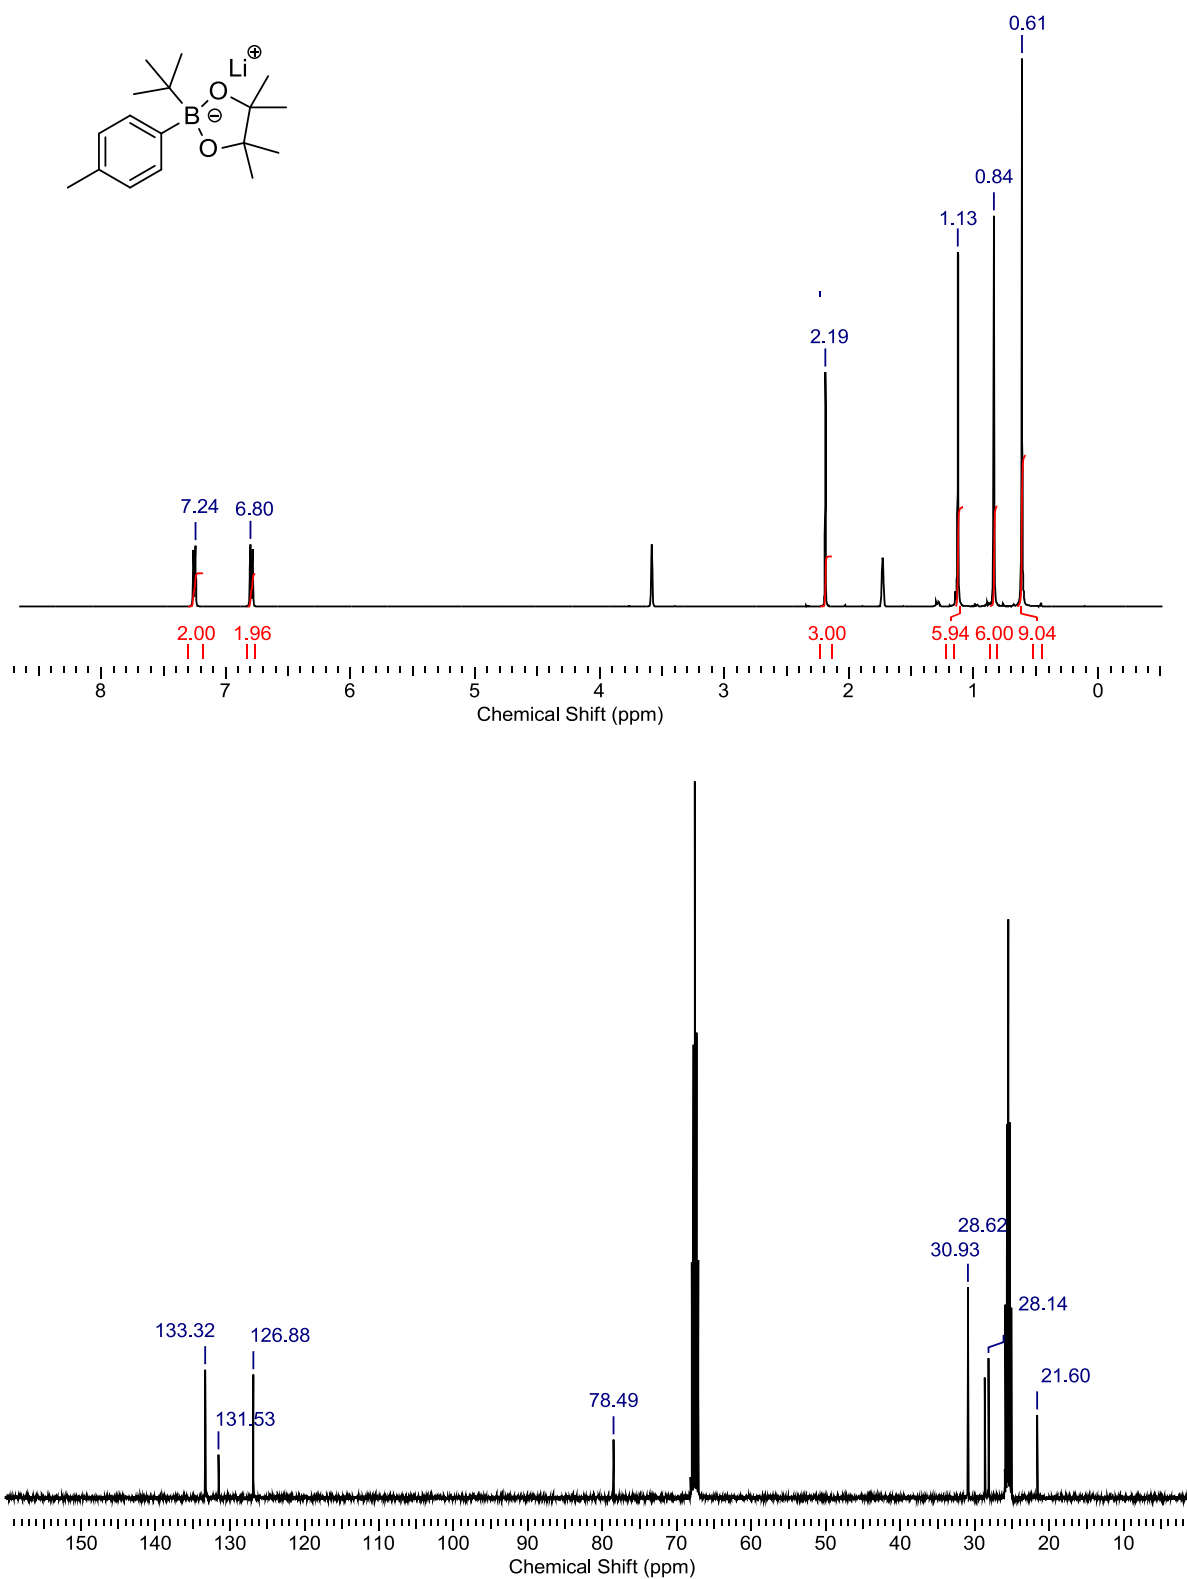 Li⊕
O
B⊖
O
0.61
0.84
1.13
2.19
7.24 6.80
2.00 1.96 3.00 5.94 6.00 9.04
8 7 6 5 4 3 2 1 0
Chemical Shift (ppm)
28.62
30.93
28.14
133.32 126.88
21.60
78.49
131.53
150 140 130 120 110 100 90 80 70 60 50 40 30 20 10
Chemical Shift (ppm)